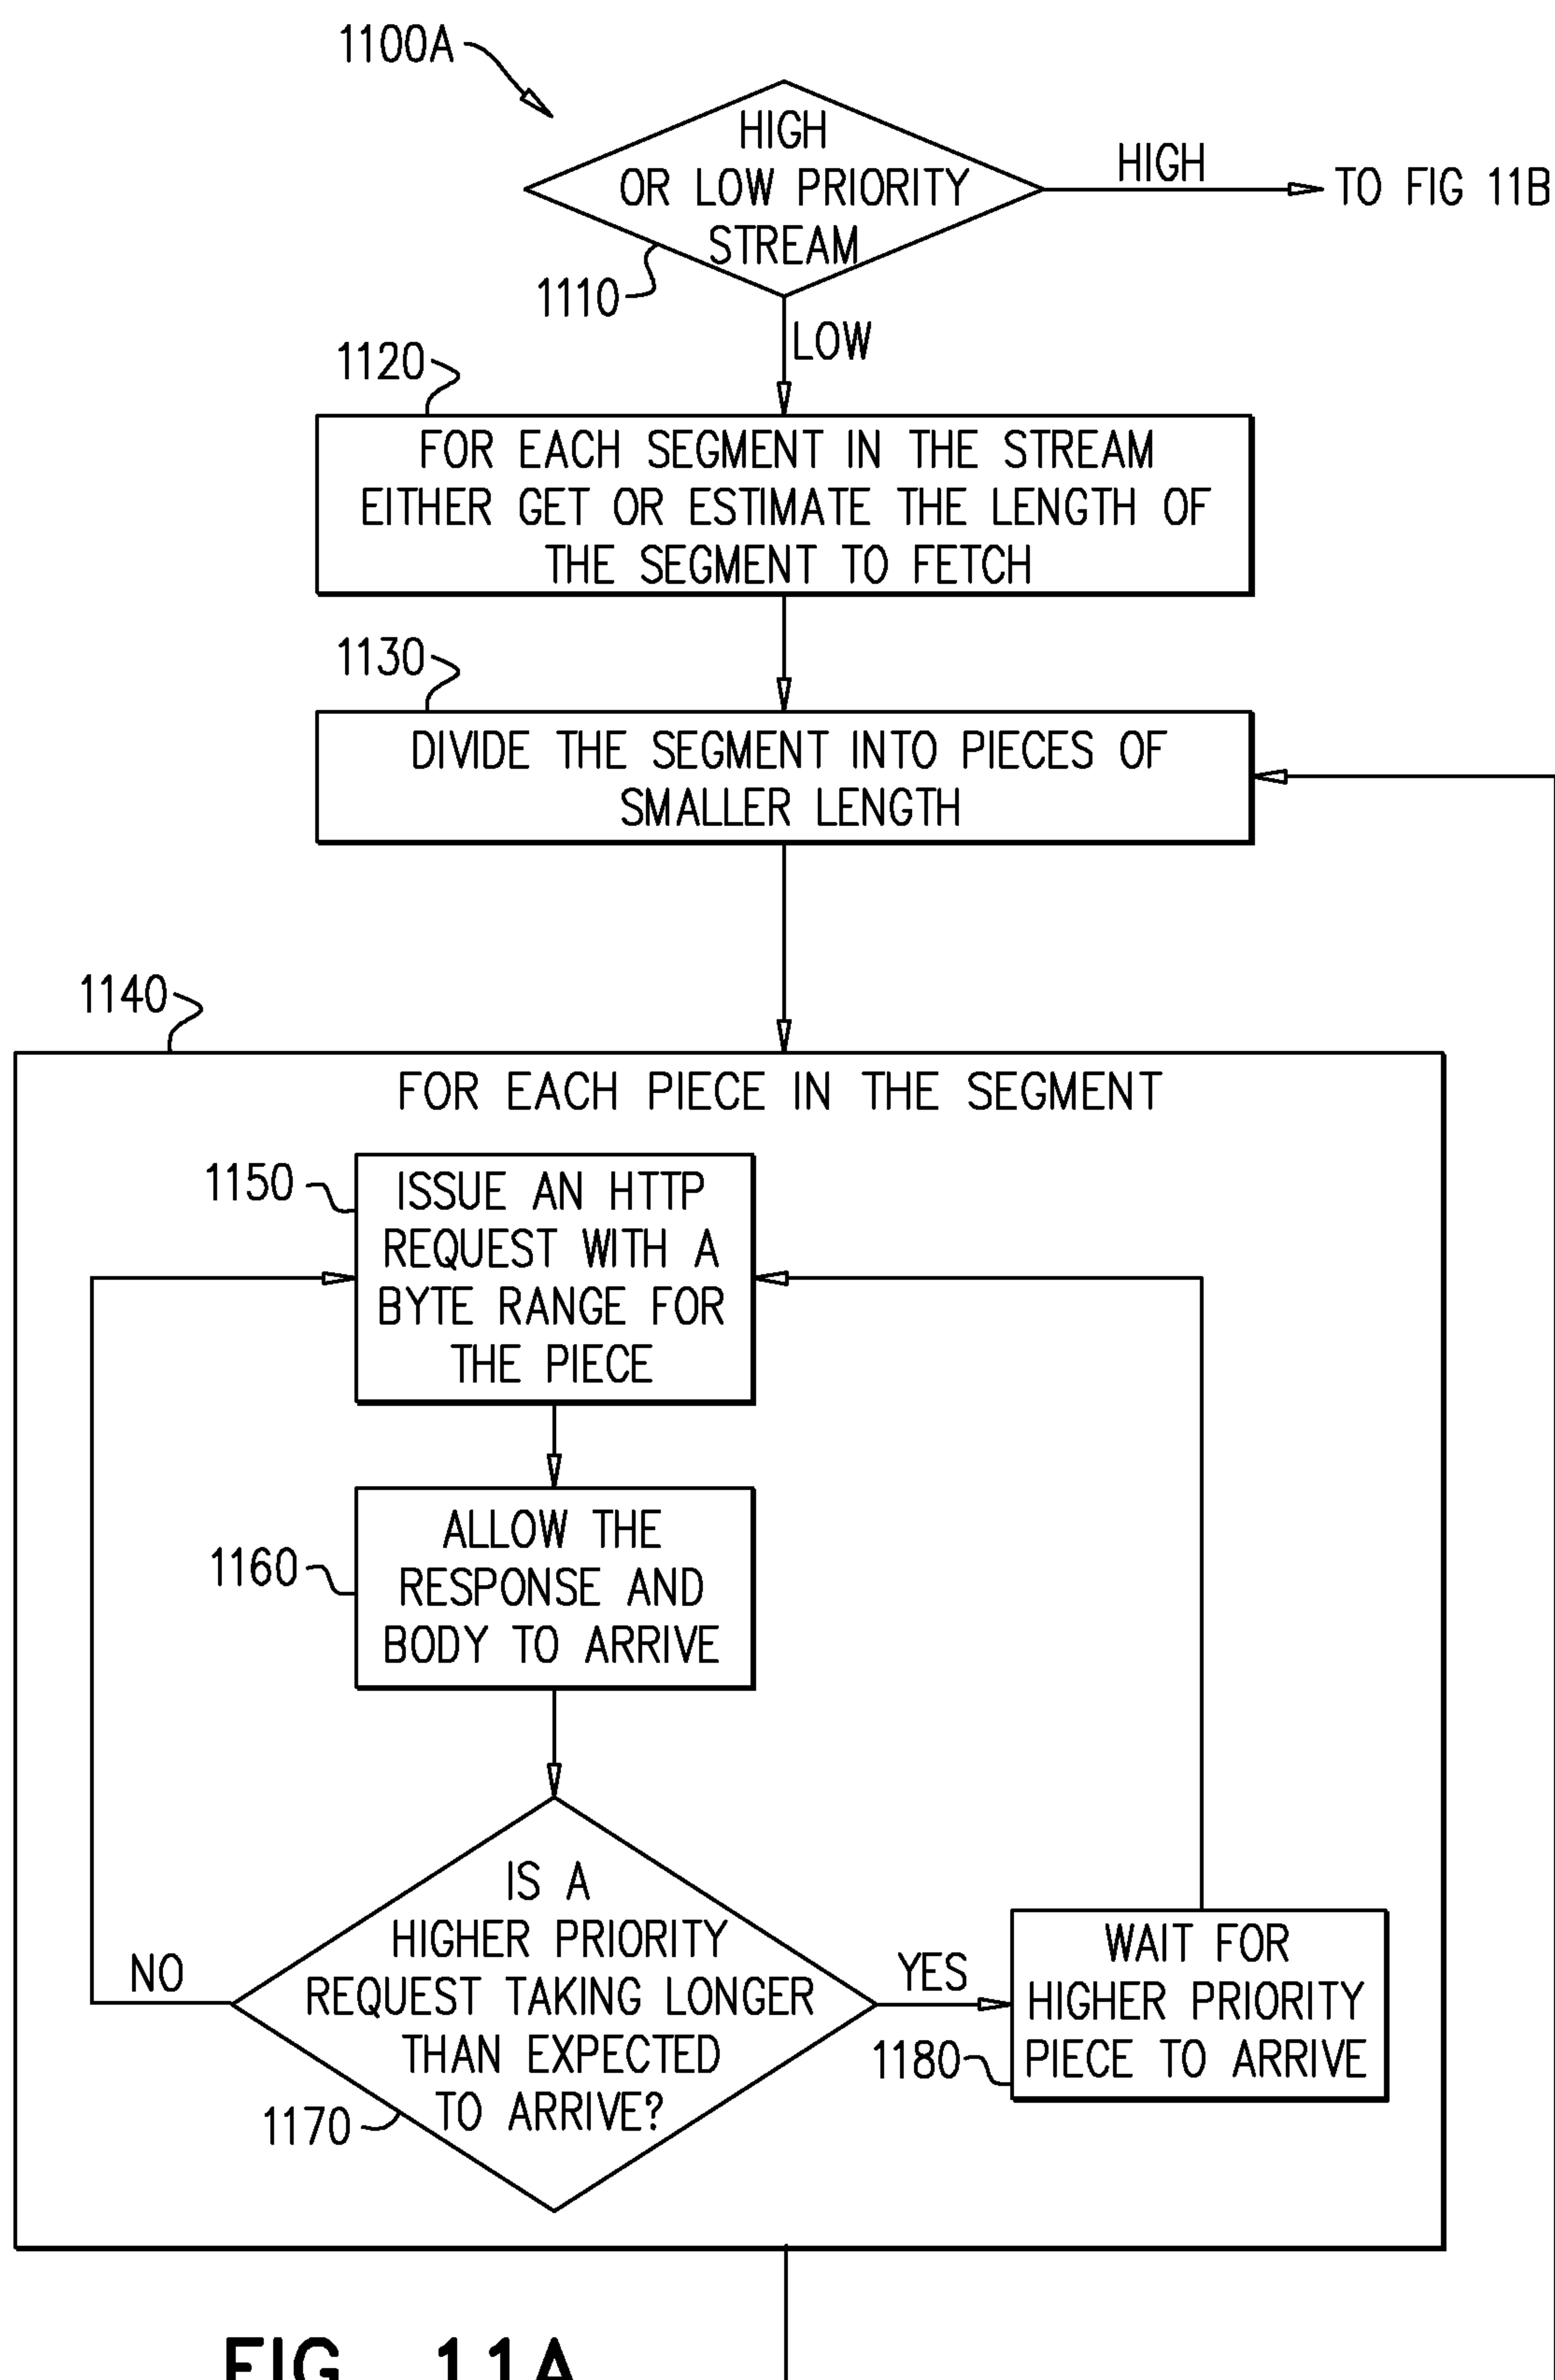 1100A
HIGH
OR LOW PRIORITY
STREAM
HIGH
TO FIG 11B
1110
LOW
1120
FOR EACH SEGMENT IN THE STREAM
EITHER GET OR ESTIMATE THE LENGTH OF
THE SEGMENT TO FETCH
1130
DIVIDE THE SEGMENT INTO PIECES OF
SMALLER LENGTH
1140
FOR EACH PIECE IN THE SEGMENT
1150
ISSUE AN HTTP
REQUEST WITH A
BYTE RANGE FOR
THE PIECE
1160
ALLOW THE
RESPONSE AND
BODY TO ARRIVE
IS A
HIGHER PRIORITY
REQUEST TAKING LONGER
THAN EXPECTED
TO ARRIVE?
1170
NO
YES
WAIT FOR
HIGHER PRIORITY
PIECE TO ARRIVE
1180
FIG. 11A